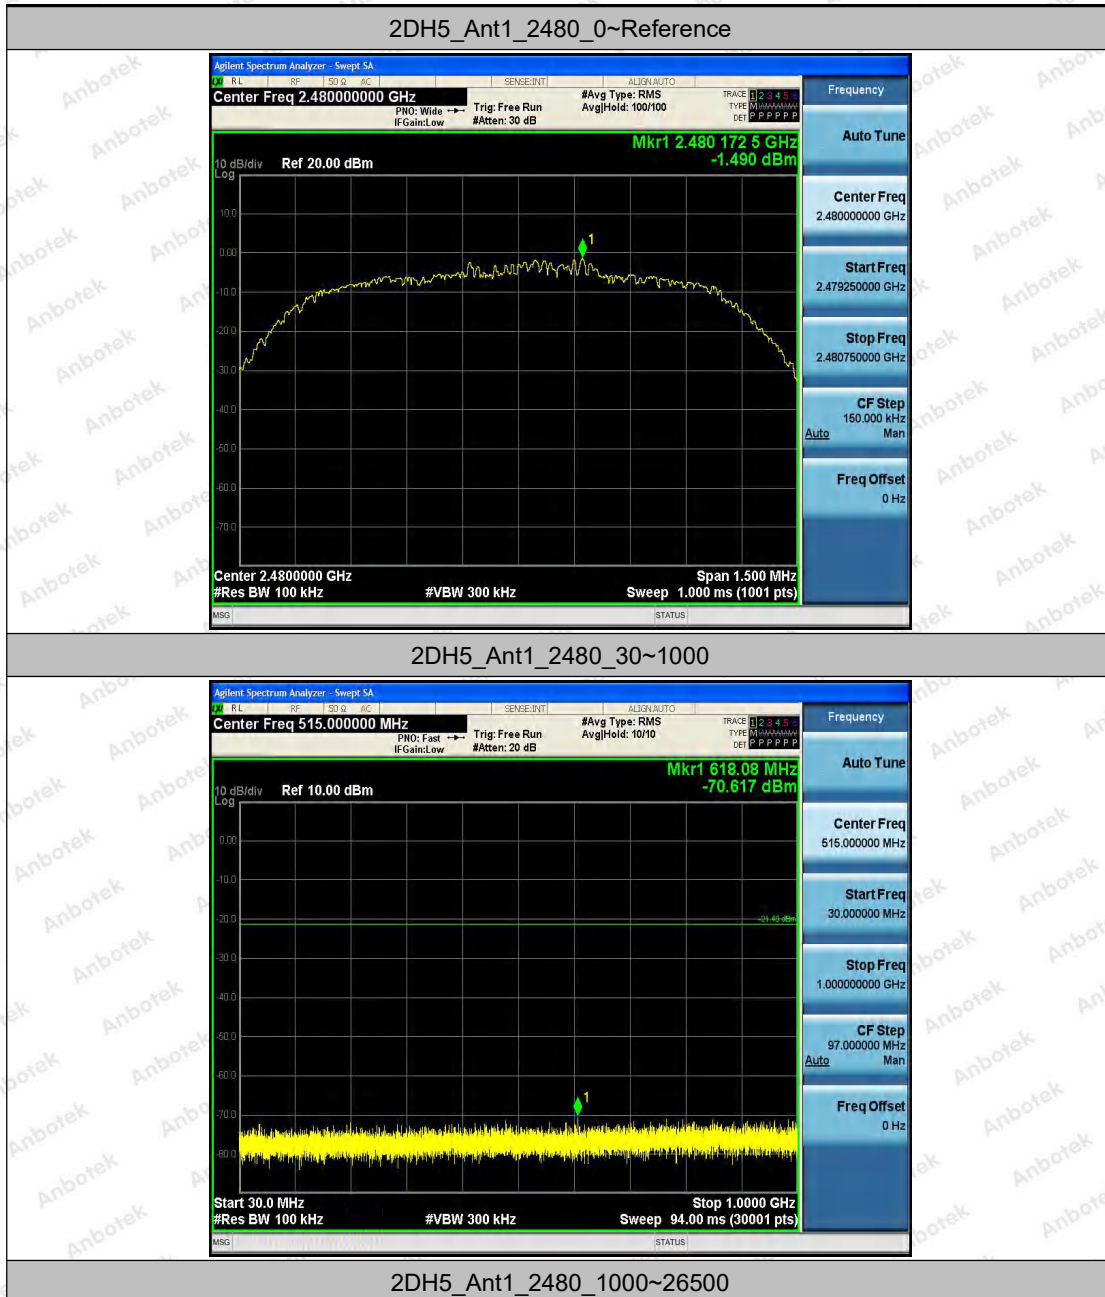 2DH5_Ant1_2480_0~Reference
Agilent Spectrum Analyzer - Swept SA
RL RF 50 Ω AC SENSE:INT ALIGN AUTO
Center Freq 2.480000000 GHz
PNO: Wide
IFGain:Low
Trig: Free Run
#Atten: 30 dB
#Avg Type: RMS
Avg|Hold: 100/100
TRACE 1 2 3 4 5 6
TYPE M
DET P P P P P P
Mkr1 2.480 172 5 GHz
-1.490 dBm
10 dB/div Ref 20.00 dBm
Log
10.0
0.00
-10.0
-20.0
-30.0
-40.0
-50.0
-60.0
-70.0
1
Center 2.4800000 GHz Span 1.500 MHz
#Res BW 100 kHz #VBW 300 kHz Sweep 1.000 ms (1001 pts)
MSG STATUS
Frequency
Auto Tune
Center Freq
2.480000000 GHz
Start Freq
2.479250000 GHz
Stop Freq
2.480750000 GHz
CF Step
150.000 kHz
Auto Man
Freq Offset
0 Hz
2DH5_Ant1_2480_30~1000
Agilent Spectrum Analyzer - Swept SA
RL RF 50 Ω AC SENSE:INT ALIGN AUTO
Center Freq 515.000000 MHz
PNO: Fast
IFGain:Low
Trig: Free Run
#Atten: 20 dB
#Avg Type: RMS
Avg|Hold: 10/10
TRACE 1 2 3 4 5 6
TYPE M
DET P P P P P P
Mkr1 618.08 MHz
-70.617 dBm
10 dB/div Ref 10.00 dBm
Log
0.00
-10.0
-20.0
-30.0
-40.0
-50.0
-60.0
-70.0
-80.0
-21.49 dBm
1
Start 30.0 MHz Stop 1.0000 GHz
#Res BW 100 kHz #VBW 300 kHz Sweep 94.00 ms (30001 pts)
MSG STATUS
Frequency
Auto Tune
Center Freq
515.000000 MHz
Start Freq
30.000000 MHz
Stop Freq
1.000000000 GHz
CF Step
97.000000 MHz
Auto Man
Freq Offset
0 Hz
2DH5_Ant1_2480_1000~26500
Anbotek